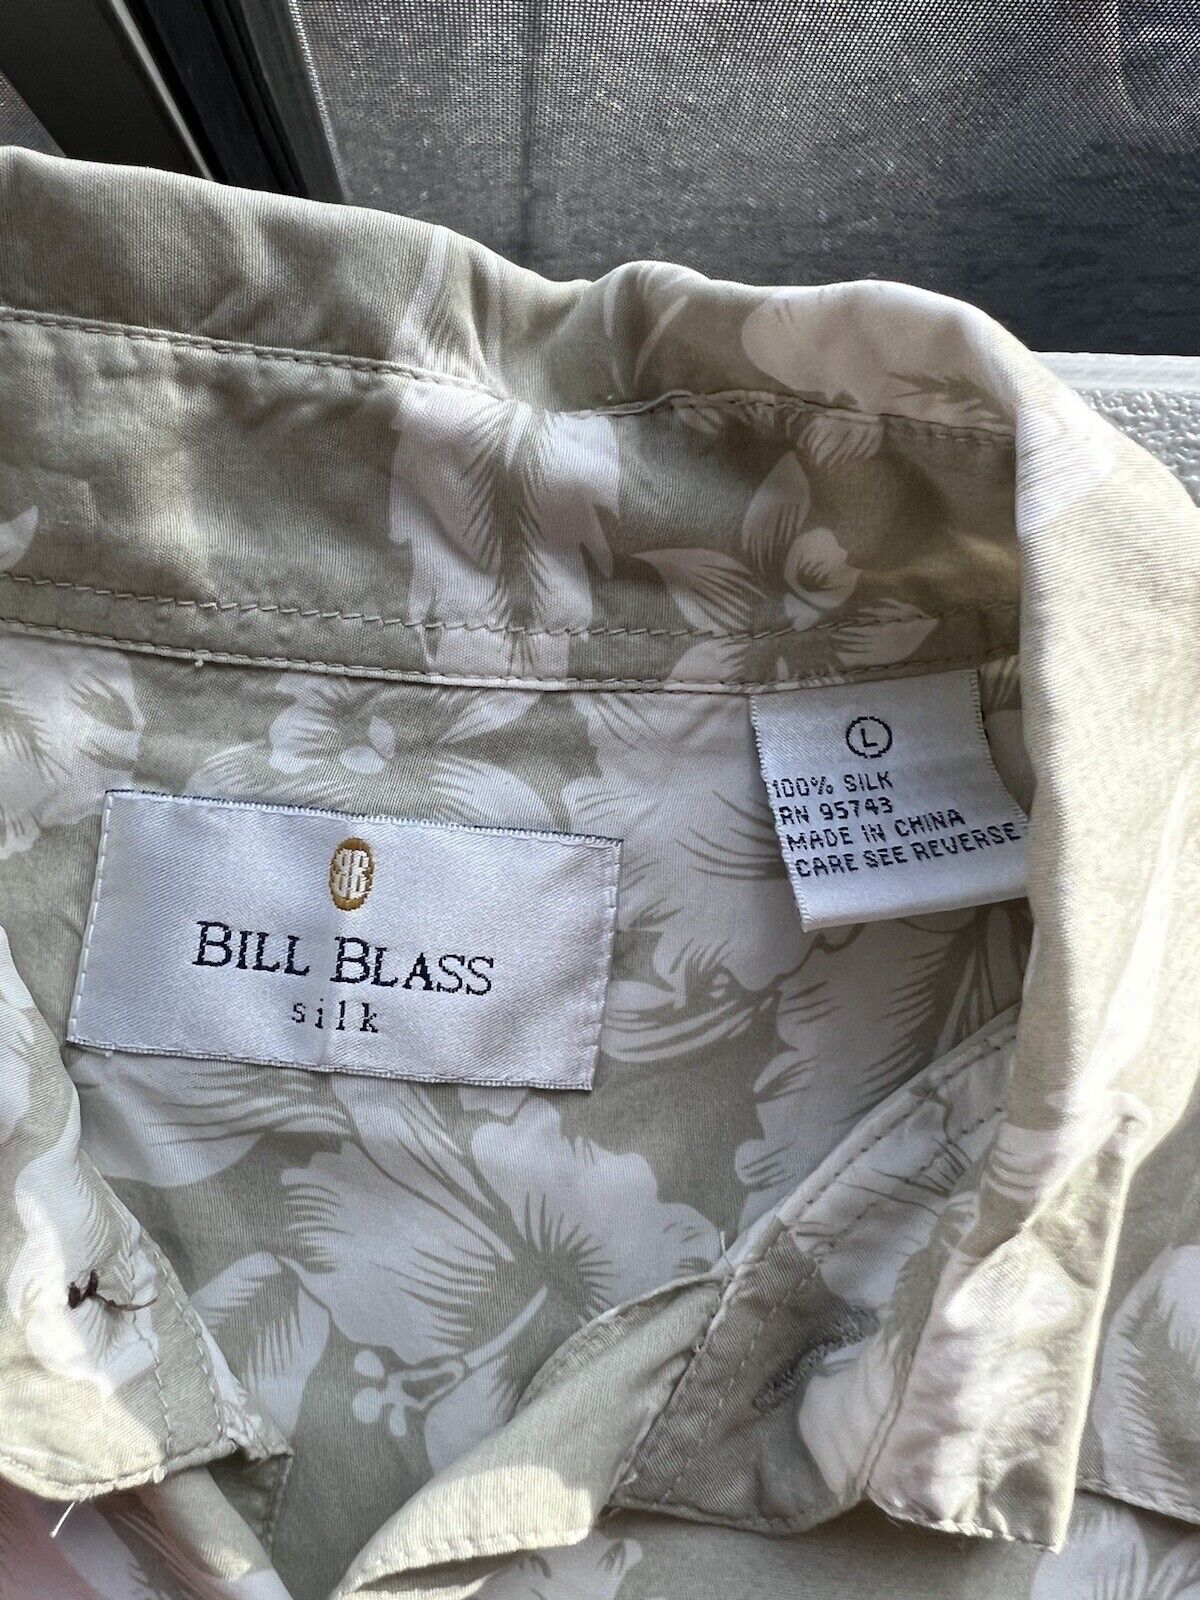 BB
BILL BLASS
silk
L
100% SILK
RN 95743
MADE IN CHINA
CARE SEE REVERSE